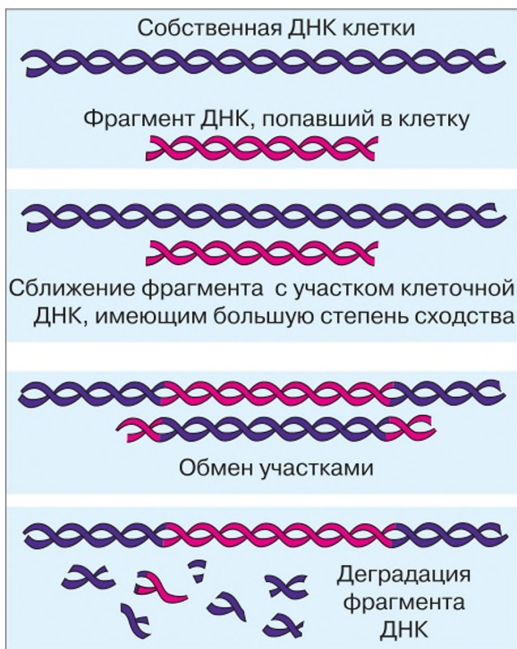 Собственная ДНК клетки
Фрагмент ДНК, попавший в клетку
Сближение фрагмента с участком клеточной
ДНК, имеющим большую степень сходства
Обмен участками
Деградация
фрагмента
ДНК